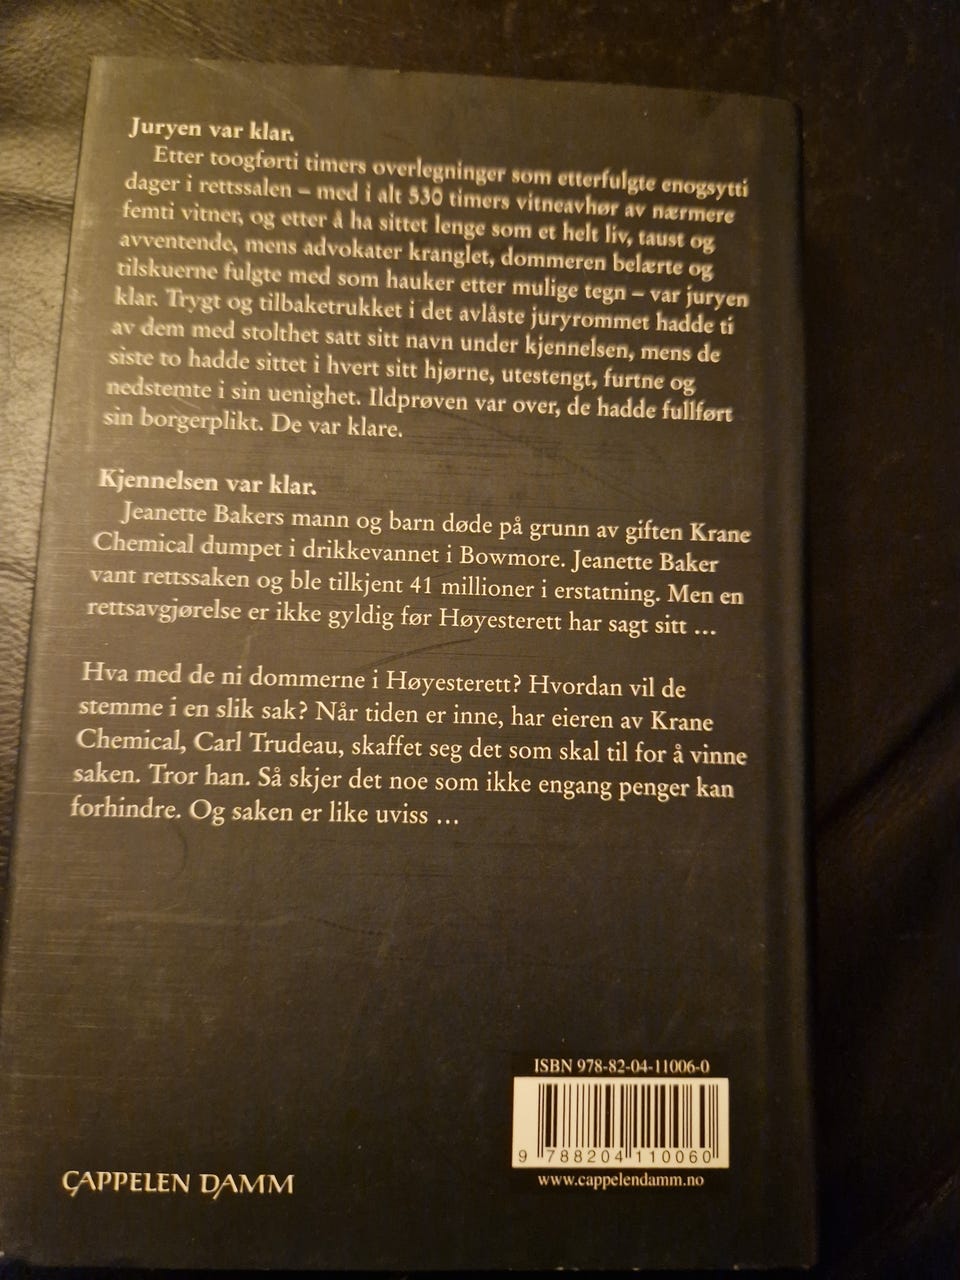 Juryen var klar.
Etter toogførti timers overlegninger som etterfulgte enogsytti
dager i rettssalen – med i alt 530 timers vitneavhør av nærmere
femti vitner, og etter å ha sittet lenge som et helt liv, taust og
avventende, mens advokater kranglet, dommeren belærte og
tilskuerne fulgte med som hauker etter mulige tegn – var juryen
klar. Trygt og tilbaketrukket i det avlåste juryrommet hadde ti
av dem med stolthet satt sitt navn under kjennelsen, mens de
siste to hadde sittet i hvert sitt hjørne, utestengt, furtne og
nedstemte i sin uenighet. Ildprøven var over, de hadde fullført
sin borgerplikt. De var klare.
Kjennelsen var klar.
Jeanette Bakers mann og barn døde på grunn av giften Krane
Chemical dumpet i drikkevannet i Bowmore. Jeanette Baker
vant rettssaken og ble tilkjent 41 millioner i erstatning. Men en
rettsavgjørelse er ikke gyldig før Høyesterett har sagt sitt ...
Hva med de ni dommerne i Høyesterett? Hvordan vil de
stemme i en slik sak? Når tiden er inne, har eieren av Krane
Chemical, Carl Trudeau, skaffet seg det som skal til for å vinne
saken. Tror han. Så skjer det noe som ikke engang penger kan
forhindre. Og saken er like uviss ...
ISBN 978-82-04-11006-0
9 788204 110060
www.cappelendamm.no
CAPPELEN DAMM